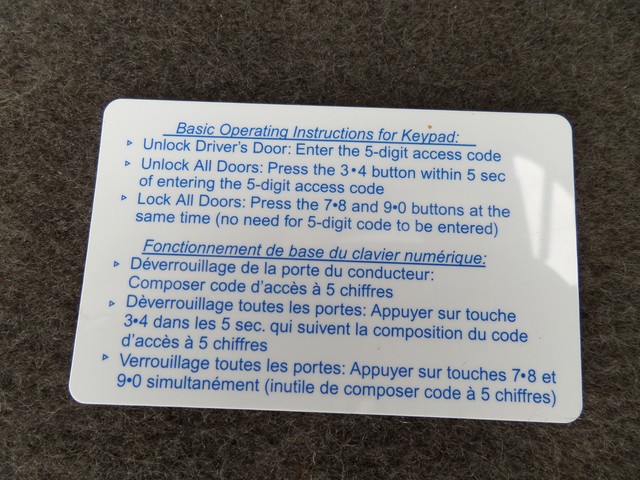 Basic Operating Instructions for Keypad:
▹ Unlock Driver's Door: Enter the 5-digit access code
▹ Unlock All Doors: Press the 3•4 button within 5 sec
of entering the 5-digit access code
▹ Lock All Doors: Press the 7•8 and 9•0 buttons at the
same time (no need for 5-digit code to be entered)
Fonctionnement de base du clavier numérique:
▹ Déverrouillage de la porte du conducteur:
Composer code d'accès à 5 chiffres
▹ Dèverrouillage toutes les portes: Appuyer sur touche
3•4 dans les 5 sec. qui suivent la composition du code
d'accès à 5 chiffres
▹ Verrouillage toutes les portes: Appuyer sur touches 7•8 et
9•0 simultanément (inutile de composer code à 5 chiffres)